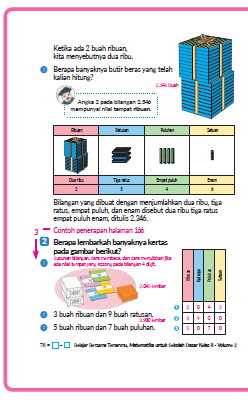 Ketika ada 2 buah ribuan,
kita menyebutnya dua ribu.
1 Berapa banyaknya butir beras yang telah
kalian hitung?
2.346 buah
Angka 2 pada bilangan 2.346
mempunyai nilai tempat ribuan.
Ribuan Ratusan Puluhan Satuan
Dua ribu Tiga ratus Empat puluh Enam
2 3 4 6
Bilangan yang dibuat dengan menjumlahkan dua ribu, tiga
ratus, empat puluh, dan enam disebut dua ribu tiga ratus
empat puluh enam, ditulis 2.346.
3 Contoh penerapan halaman 166
2 Berapa lembarkah banyaknya kertas
pada gambar berikut?
Susunan bilangan, cara membaca, dan cara menuliskan jika
ada nilai tempat yang kosong pada bilangan 4 digit.
1
2.043 lembar
2 3 buah ribuan dan 9 buah ratusan.
3.900 lembar
3 5 buah ribuan dan 7 buah puluhan.
Ribuan Ratusan Puluhan Satuan
1 2 0 4 3
2 3 9 0 0
3 5 0 7 0
Belajar Bersama Temanmu, Matematika untuk Sekolah Dasar Kelas II - Volume 2